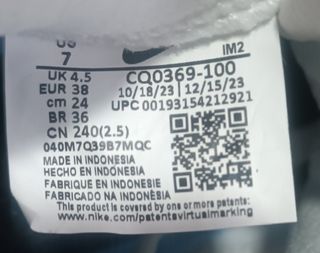 US
7
IM2
UK 4.5
CQ0369-100
EUR 38
10/18/23 | 12/15/23
cm 24
UPC 00193154212921
BR 36
CN 240(2.5)
040M7Q39B7MQC
MADE IN INDONESIA
HECHO EN INDONESIA
FABRIQUE EN INDONESIE
FABRICADO NA INDONÉSIA
This product is covered by one or more patents:
www.nike.com/patentsvirtualmarking